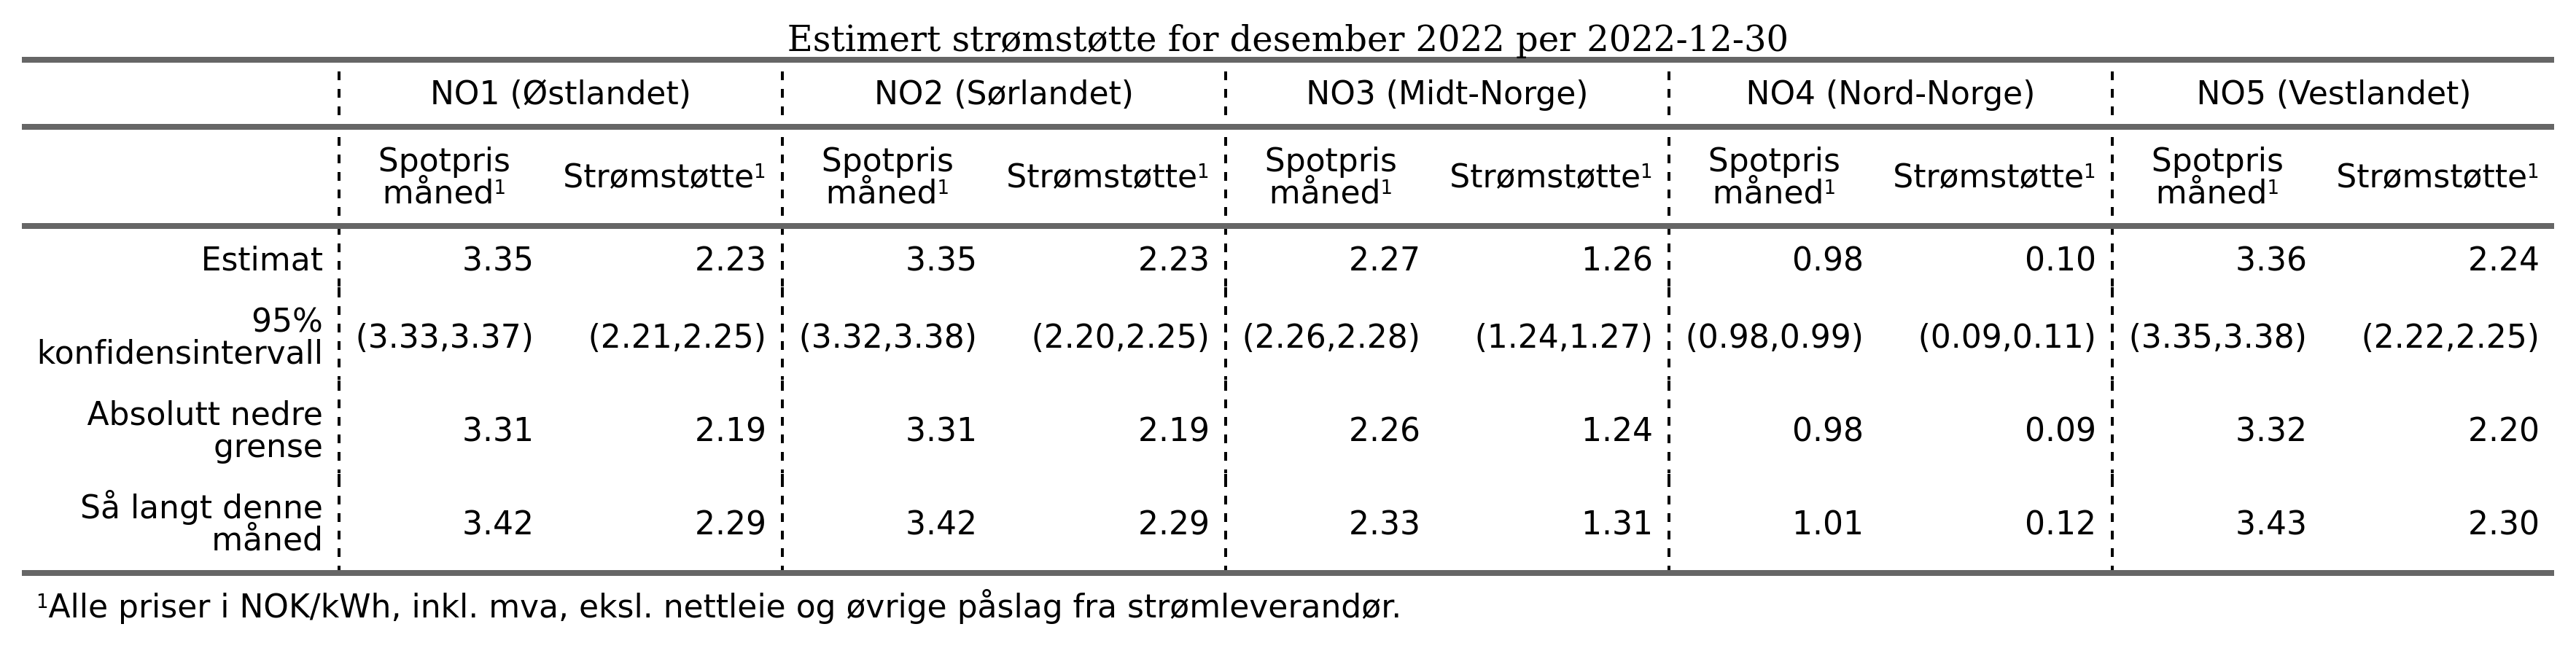 Estimert strømstøtte for desember 2022 per 2022-12-30
NO1 (Østlandet) NO2 (Sørlandet) NO3 (Midt-Norge) NO4 (Nord-Norge) NO5 (Vestlandet)
Spotpris måned¹ Strømstøtte¹ Spotpris måned¹ Strømstøtte¹ Spotpris måned¹ Strømstøtte¹ Spotpris måned¹ Strømstøtte¹ Spotpris måned¹ Strømstøtte¹
Estimat 3.35 2.23 3.35 2.23 2.27 1.26 0.98 0.10 3.36 2.24
95% konfidensintervall (3.33,3.37) (2.21,2.25) (3.32,3.38) (2.20,2.25) (2.26,2.28) (1.24,1.27) (0.98,0.99) (0.09,0.11) (3.35,3.38) (2.22,2.25)
Absolutt nedre grense 3.31 2.19 3.31 2.19 2.26 1.24 0.98 0.09 3.32 2.20
Så langt denne måned 3.42 2.29 3.42 2.29 2.33 1.31 1.01 0.12 3.43 2.30
¹Alle priser i NOK/kWh, inkl. mva, eksl. nettleie og øvrige påslag fra strømleverandør.